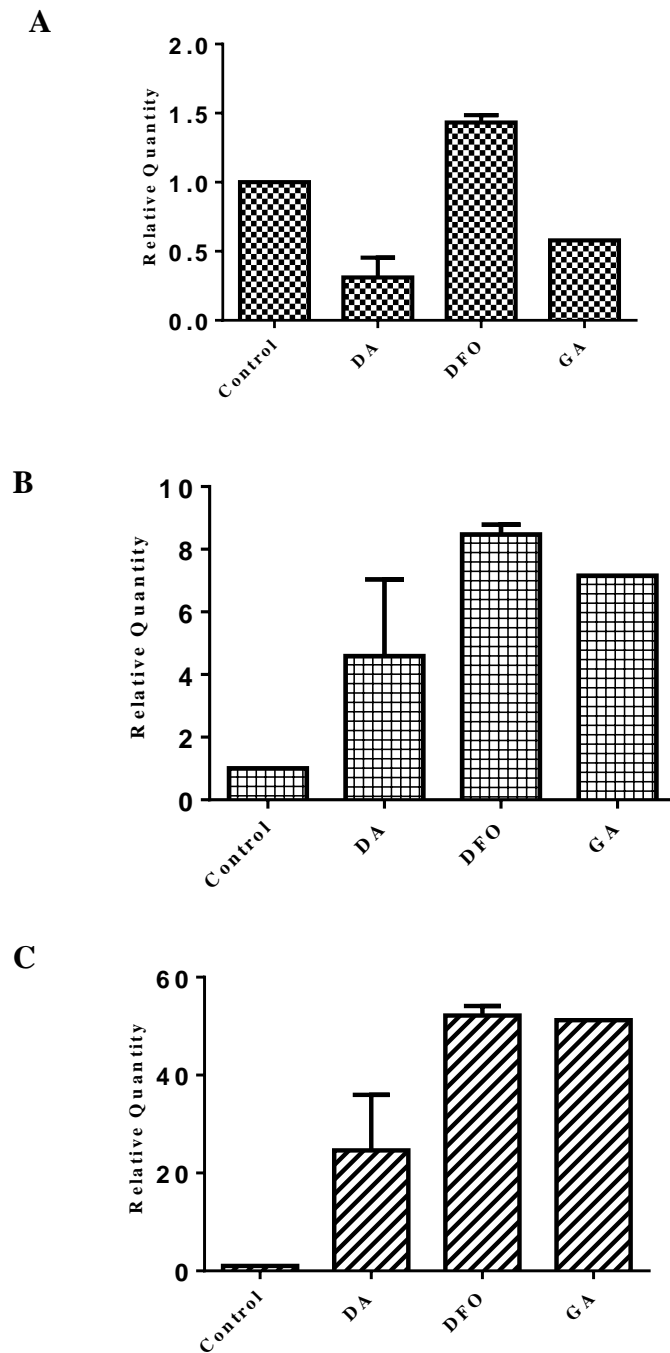 A
Relative Quantity
2.0
1.5
1.0
0.5
0.0
Control
DA
DFO
GA
B
Relative Quantity
10
8
6
4
2
0
Control
DA
DFO
GA
C
Relative Quantity
60
40
20
0
Control
DA
DFO
GA